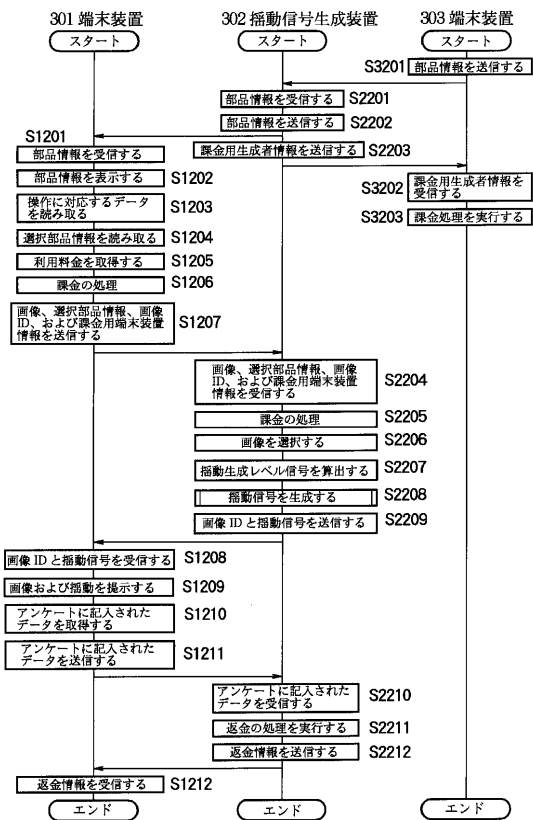 301 端末装置
302 揺動信号生成装置
303 端末装置
スタート
スタート
スタート
S3201
部品情報を送信する
部品情報を受信する
S2201
部品情報を送信する
S2202
S1201
部品情報を受信する
課金用生成者情報を送信する
S2203
部品情報を表示する
S1202
S3202
課金用生成者情報を
受信する
操作に対応するデータ
を読み取る
S1203
S3203
課金処理を実行する
選択部品情報を読み取る
S1204
利用料金を取得する
S1205
課金の処理
S1206
画像、選択部品情報、画像
ID、および課金用端末装置
情報を送信する
S1207
画像、選択部品情報、画像
ID、および課金用端末装置
情報を受信する
S2204
課金の処理
S2205
画像を選択する
S2206
揺動生成レベル信号を算出する
S2207
揺動信号を生成する
S2208
画像 ID と揺動信号を送信する
S2209
画像 ID と揺動信号を受信する
S1208
画像および揺動を提示する
S1209
アンケートに記入された
データを取得する
S1210
アンケートに記入された
データを送信する
S1211
アンケートに記入された
データを受信する
S2210
返金の処理を実行する
S2211
返金情報を送信する
S2212
返金情報を受信する
S1212
エンド
エンド
エンド